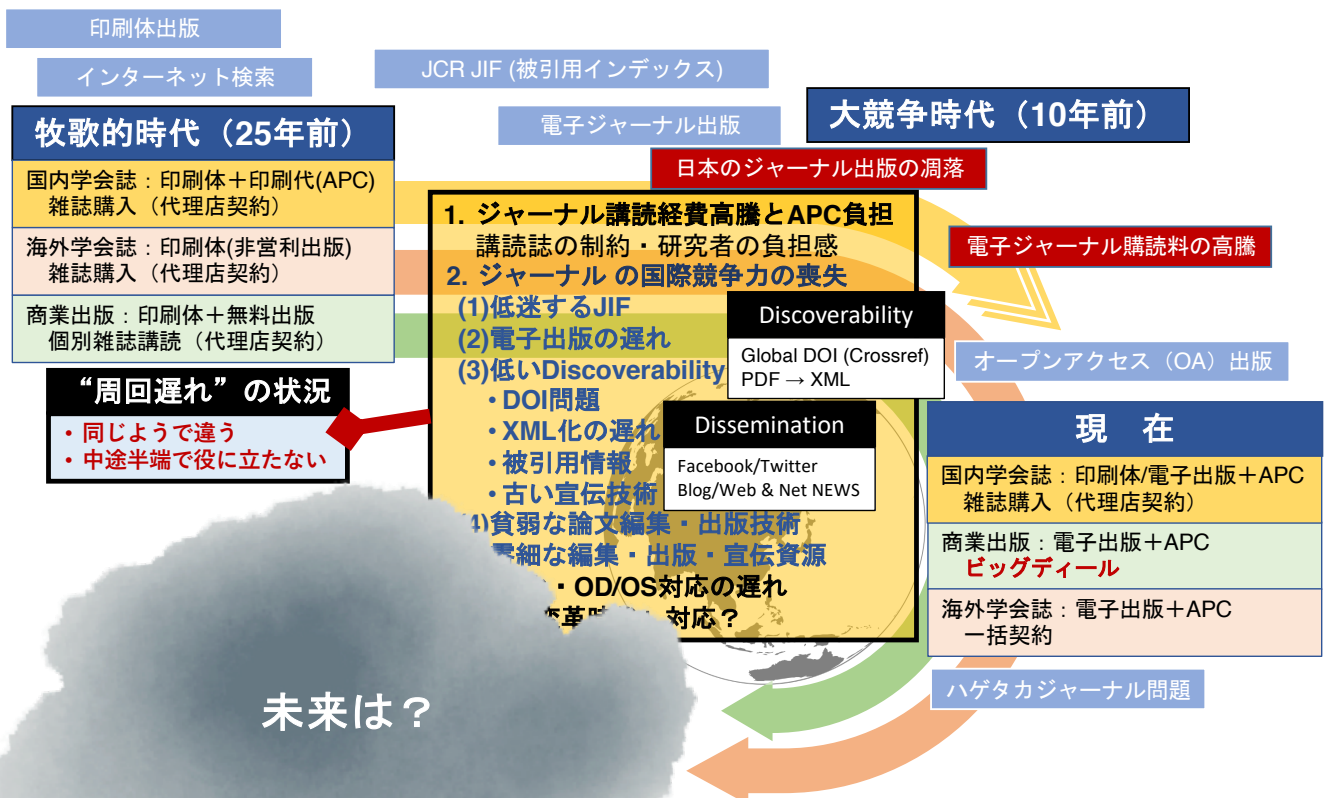 印刷体出版
インターネット検索
JCR JIF (被引用インデックス)
電子ジャーナル出版
大競争時代（10年前）
牧歌的時代（25年前）
国内学会誌：印刷体＋印刷代(APC)
雑誌購入（代理店契約）
海外学会誌：印刷体(非営利出版)
雑誌購入（代理店契約）
商業出版：印刷体＋無料出版
個別雑誌講読（代理店契約）
“周回遅れ” の状況
・同じようで違う
・中途半端で役に立たない
日本のジャーナル出版の凋落
電子ジャーナル購読料の高騰
1. ジャーナル講読経費高騰とAPC負担
講読誌の制約・研究者の負担感
2. ジャーナル の国際競争力の喪失
(1)低迷するJIF
(2)電子出版の遅れ
(3)低いDiscoverability
・DOI問題
・XML化の遅れ
・被引用情報
・古い宣伝技術
4)貧弱な論文編集・出版技術
細な編集・出版・宣伝資源
・OD/OS対応の遅れ
対応？
Discoverability
Global DOI (Crossref)
PDF → XML
Dissemination
Facebook/Twitter
Blog/Web & Net NEWS
オープンアクセス（OA）出版
現　在
国内学会誌：印刷体/電子出版＋APC
雑誌購入（代理店契約）
商業出版：電子出版＋APC
ビッグディール
海外学会誌：電子出版＋APC
一括契約
ハゲタカジャーナル問題
未来は？